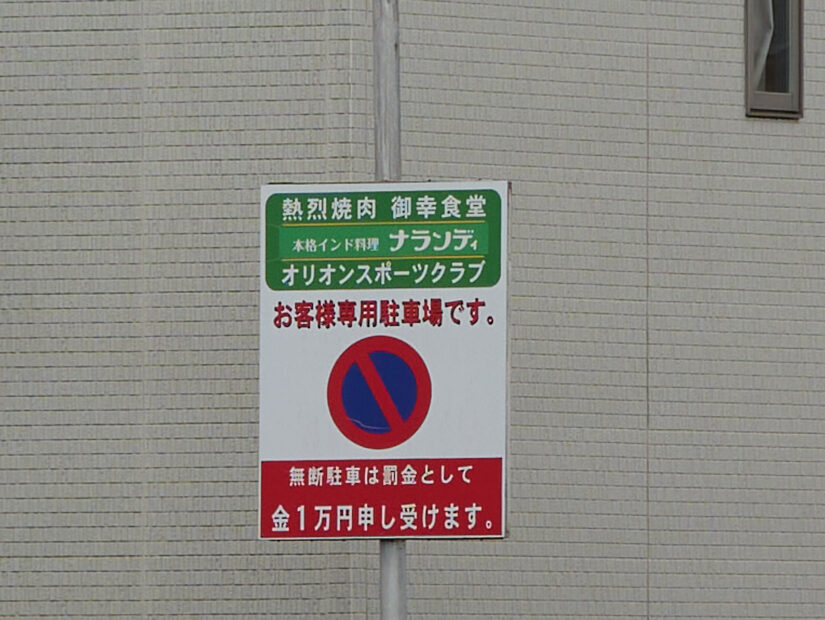 熱烈焼肉 御幸食堂
本格インド料理 ナランディ
オリオンスポーツクラブ
お客様専用駐車場です。
無断駐車は罰金として
金1万円申し受けます。